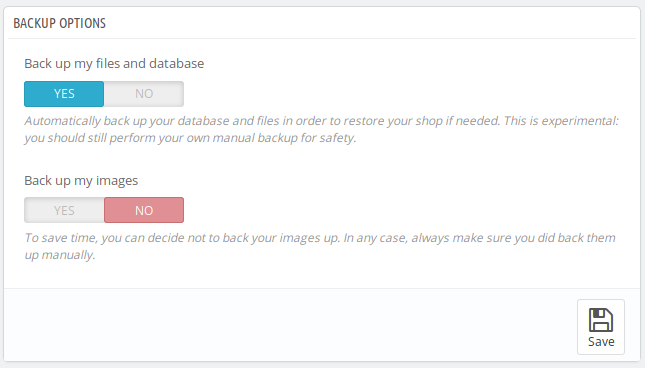 BACKUP OPTIONS
Back up my files and database
YES NO
Automatically back up your database and files in order to restore your shop if needed. This is experimental:
you should still perform your own manual backup for safety.
Back up my images
YES NO
To save time, you can decide not to back your images up. In any case, always make sure you did back them
up manually.
Save